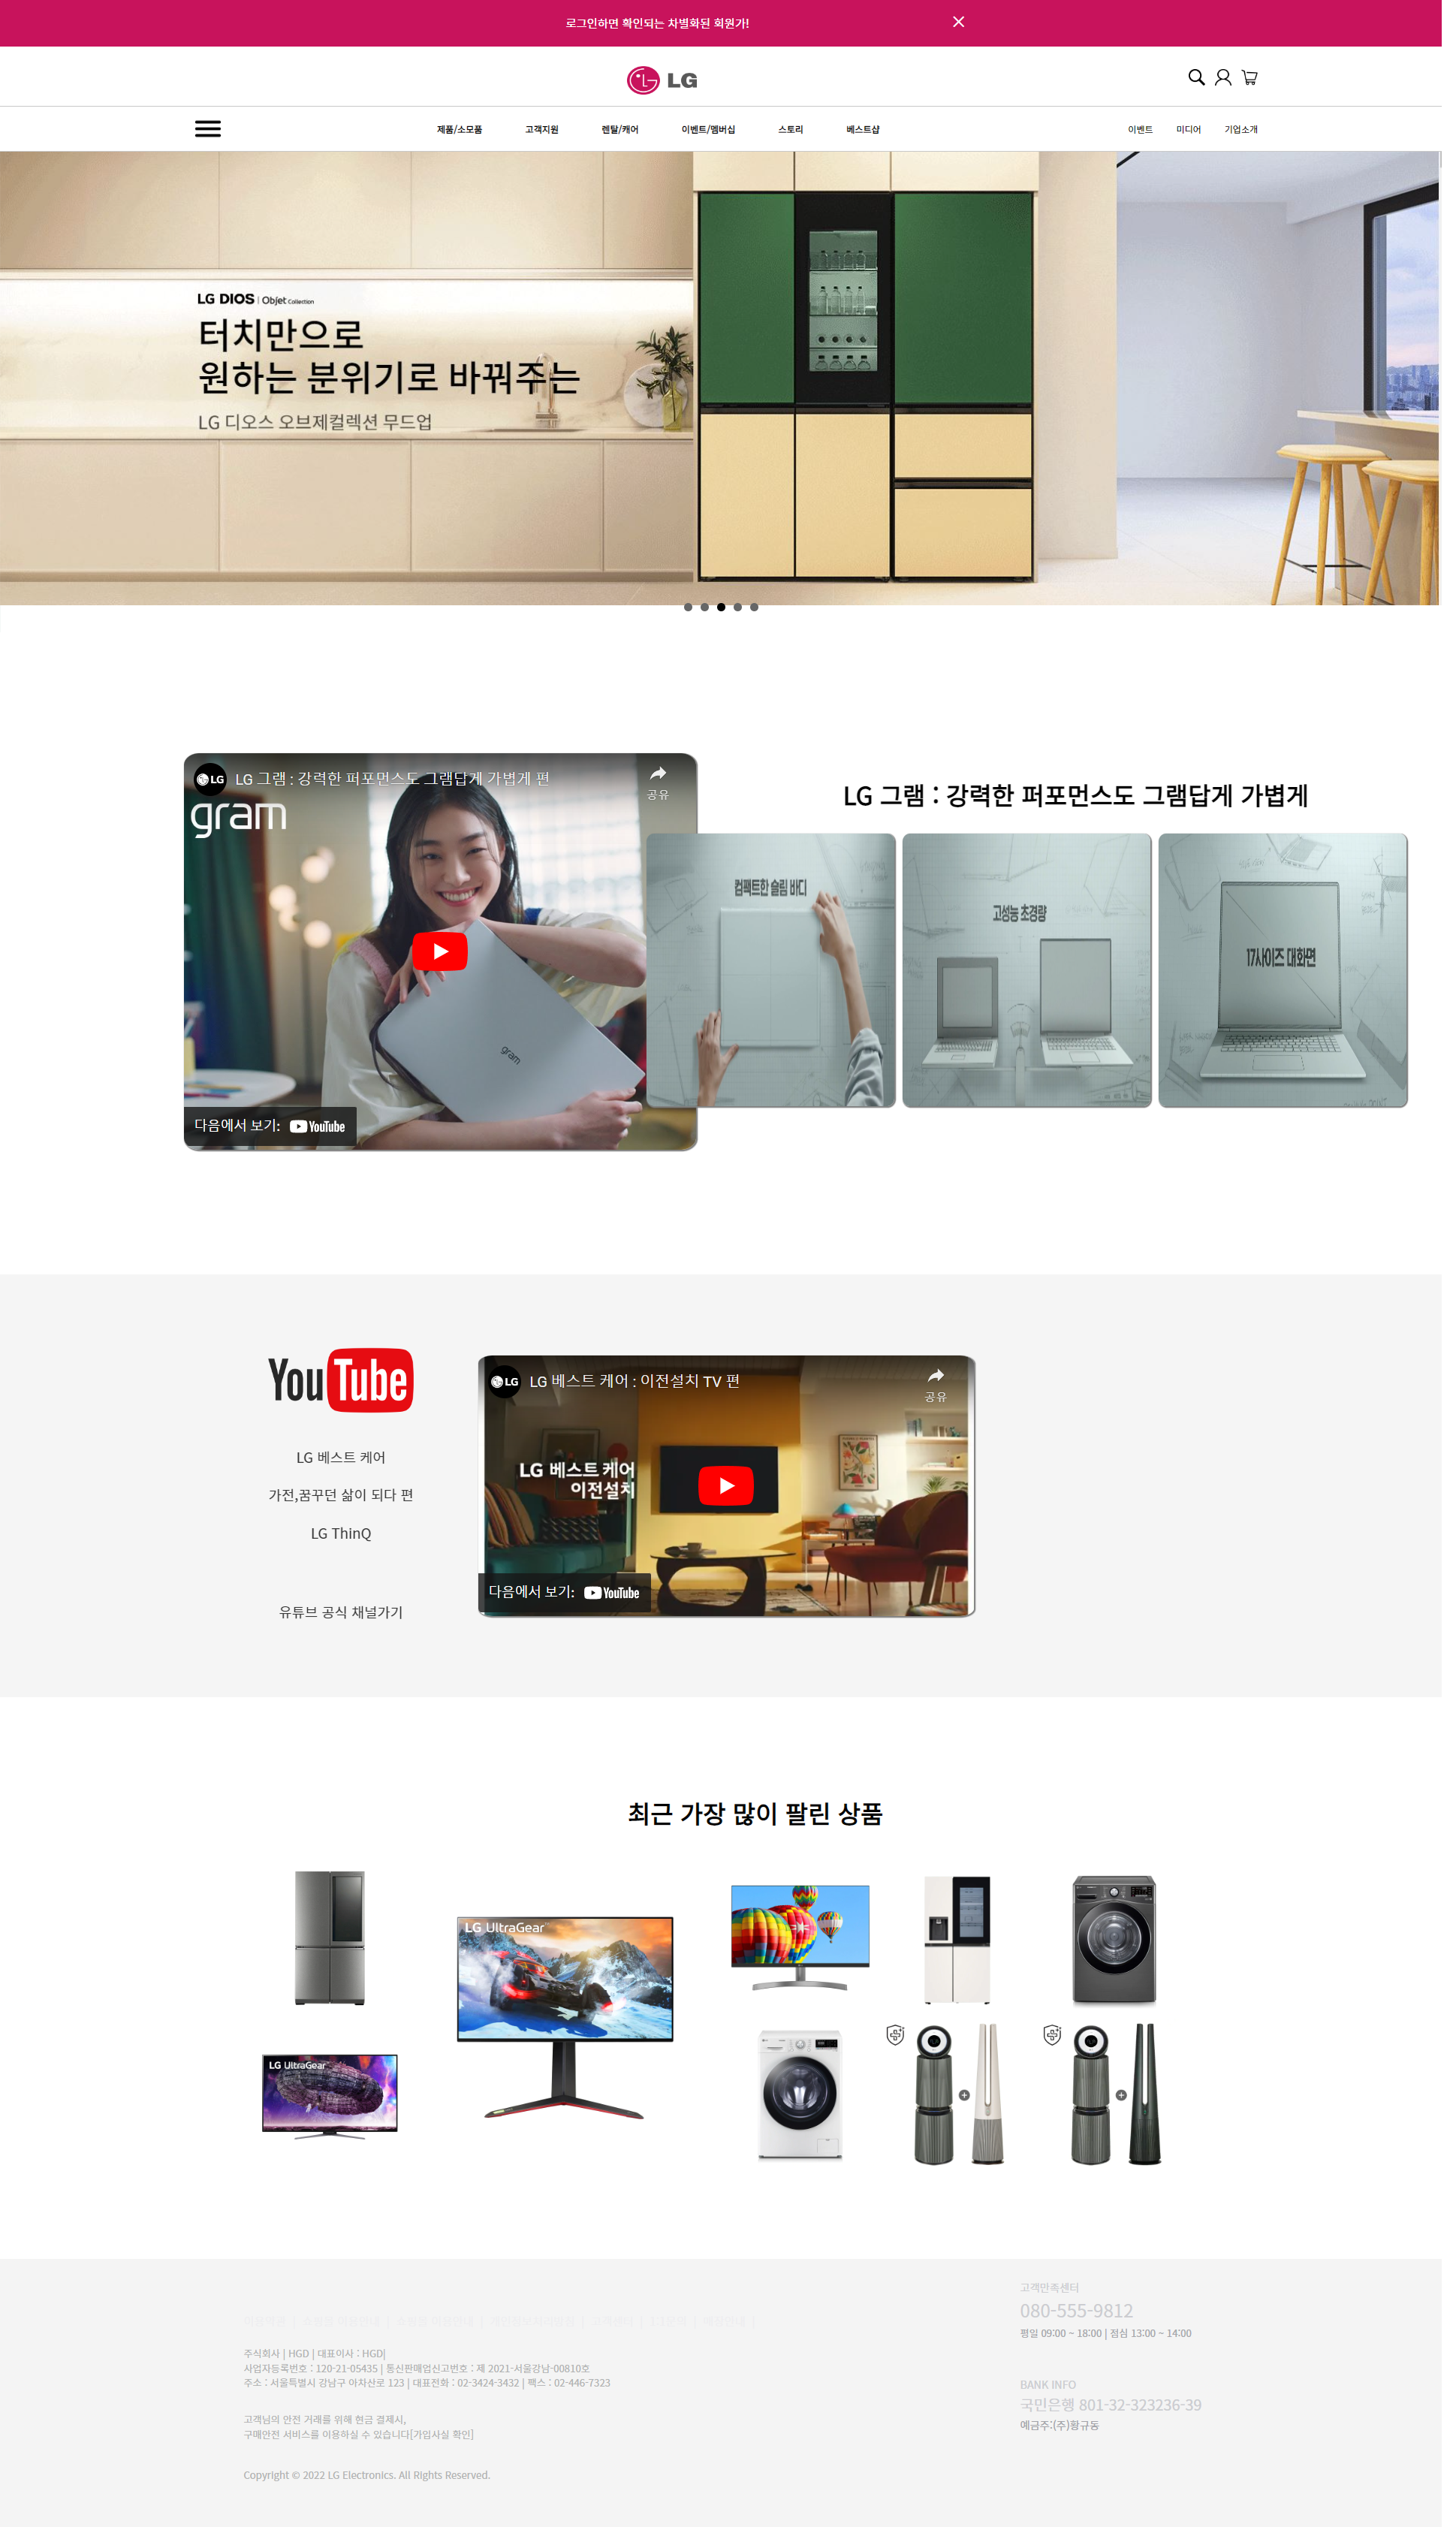 로그인하면 확인되는 차별화된 회원가!
LG
제품/소모품 고객지원 렌탈/캐어 이벤트/멤버십 스토리 베스트샵
이벤트 미디어 기업소개
LG DIOS | Objet Collection
터치만으로
원하는 분위기로 바꿔주는
LG 디오스 오브제컬렉션 무드업
LG LG 그램 : 강력한 퍼포먼스도 그램답게 가볍게 편
공유
gram
gram
다음에서 보기: YouTube
LG 그램 : 강력한 퍼포먼스도 그램답게 가볍게
컴팩트한 슬림 바디
고성능 초경량
17사이즈 대화면
YouTube
LG 베스트 케어
가전,꿈꾸던 삶이 되다 편
LG ThinQ
유튜브 공식 채널가기
LG LG 베스트 케어 : 이전설치 TV 편
공유
LG 베스트 케어
이전설치
다음에서 보기: YouTube
최근 가장 많이 팔린 상품
LG UltraGear
LG UltraGear
주식회사 | HGD | 대표이사 : HGD|
사업자등록번호 : 120-21-05435 | 통신판매업신고번호 : 제 2021-서울강남-00810호
주소 : 서울특별시 강남구 아차산로 123 | 대표전화 : 02-3424-3432 | 팩스 : 02-446-7323
고객님의 안전 거래를 위해 현금 결제시,
구매안전 서비스를 이용하실 수 있습니다[가입사실 확인]
Copyright © 2022 LG Electronics. All Rights Reserved.
고객만족센터
080-555-9812
평일 09:00 ~ 18:00 | 점심 13:00 ~ 14:00
BANK INFO
국민은행 801-32-323236-39
예금주:(주)황규동